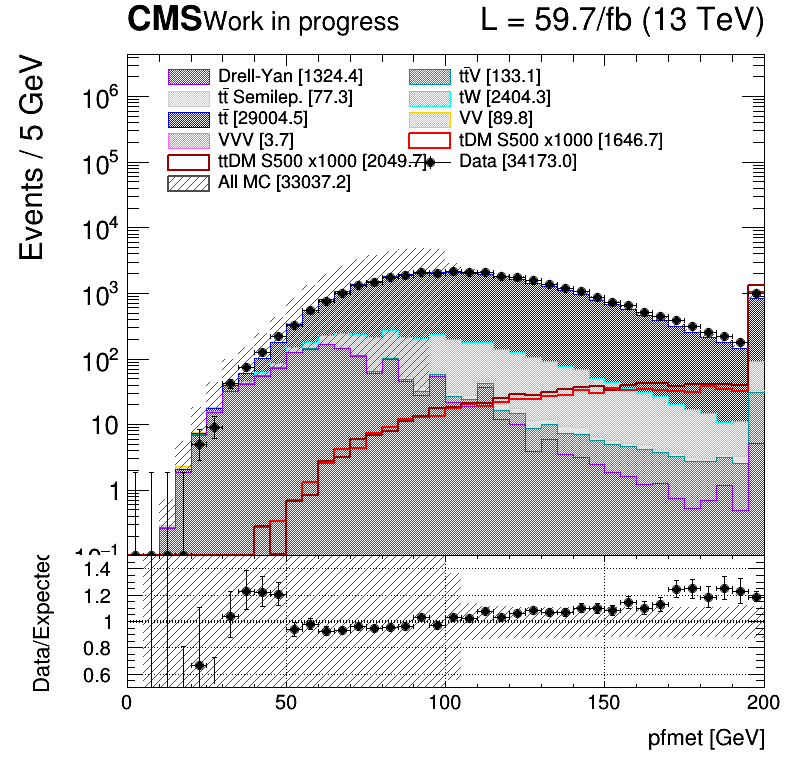 CMS Work in progress L = 59.7/fb (13 TeV)
Events / 5 GeV
Drell-Yan [1324.4] tt̄V [133.1]
tt̄ Semilep. [77.3] tW [2404.3]
tt̄ [29004.5] VV [89.8]
VVV [3.7] tDM S500 x1000 [1646.7]
ttDM S500 x1000 [2049.7] Data [34173.0]
All MC [33037.2]
10⁶
10⁵
10⁴
10³
10²
10
1
10⁻¹
Data/Expected
1.4
1.2
1
0.8
0.6
0 50 100 150 200
pfmet [GeV]